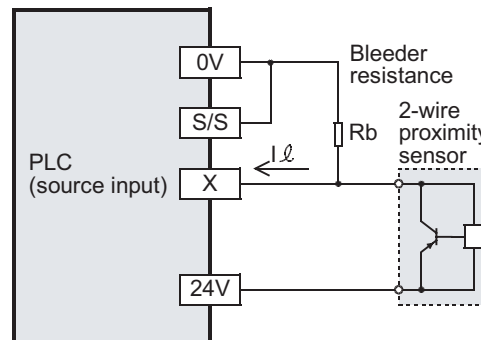 0V
S/S
PLC
(source input)
X
24V
Iℓ
Bleeder
resistance
Rb
2-wire
proximity
sensor